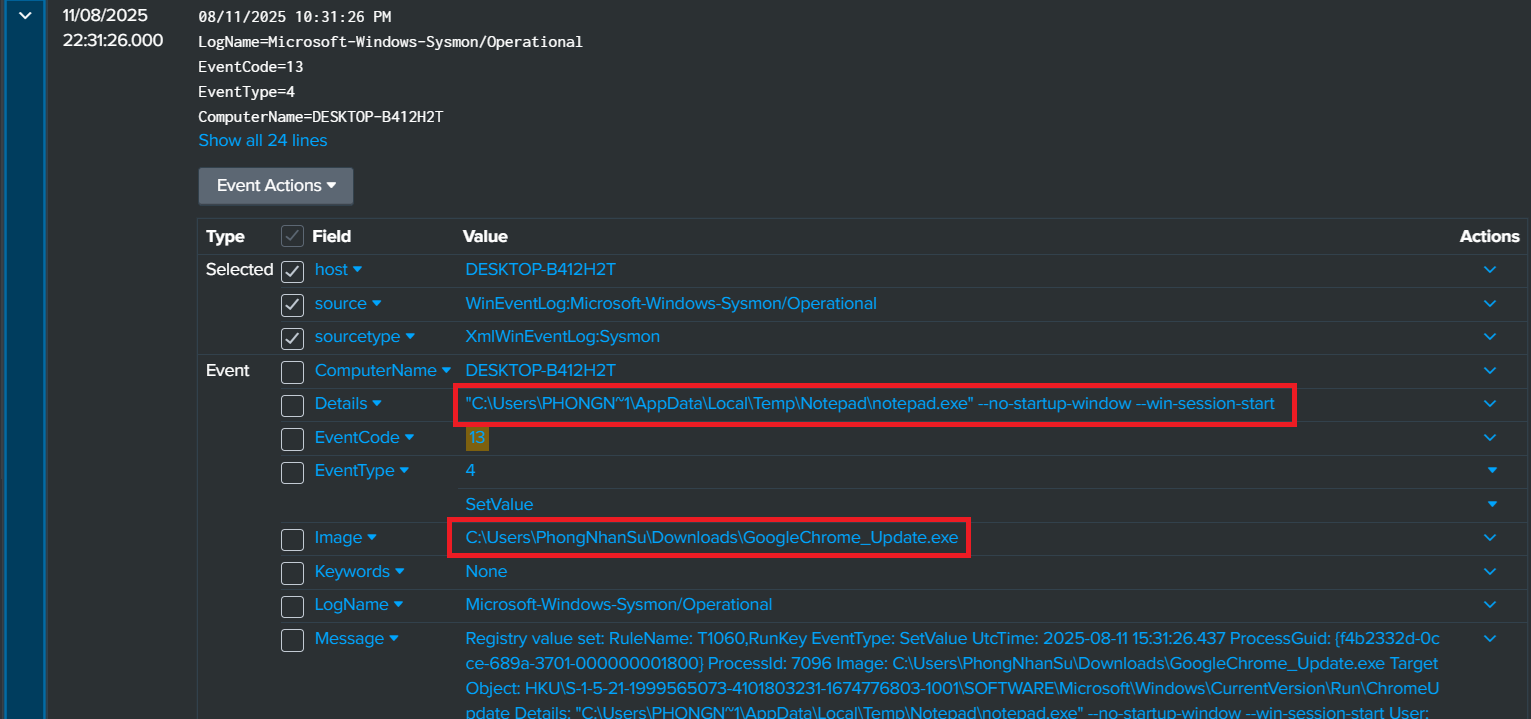 11/08/2025
22:31:26.000
08/11/2025 10:31:26 PM
LogName=Microsoft-Windows-Sysmon/Operational
EventCode=13
EventType=4
ComputerName=DESKTOP-B412H2T
Show all 24 lines
Event Actions
Type Field Value Actions
Selected host DESKTOP-B412H2T
source WinEventLog:Microsoft-Windows-Sysmon/Operational
sourcetype XmlWinEventLog:Sysmon
Event ComputerName DESKTOP-B412H2T
Details "C:\Users\PHONGN~1\AppData\Local\Temp\Notepad\notepad.exe" --no-startup-window --win-session-start
EventCode 13
EventType 4
SetValue
Image C:\Users\PhongNhanSu\Downloads\GoogleChrome_Update.exe
Keywords None
LogName Microsoft-Windows-Sysmon/Operational
Message Registry value set: RuleName: T1060,RunKey EventType: SetValue UtcTime: 2025-08-11 15:31:26.437 ProcessGuid: {f4b2332d-0c
ce-689a-3701-000000001800} ProcessId: 7096 Image: C:\Users\PhongNhanSu\Downloads\GoogleChrome_Update.exe Target
Object: HKU\S-1-5-21-1999565073-4101803231-1674776803-1001\SOFTWARE\Microsoft\Windows\CurrentVersion\Run\ChromeU
pdate Details: "C:\Users\PHONGN~1\AppData\Local\Temp\Notepad\notepad.exe" --no-startup-window --win-session-start User: